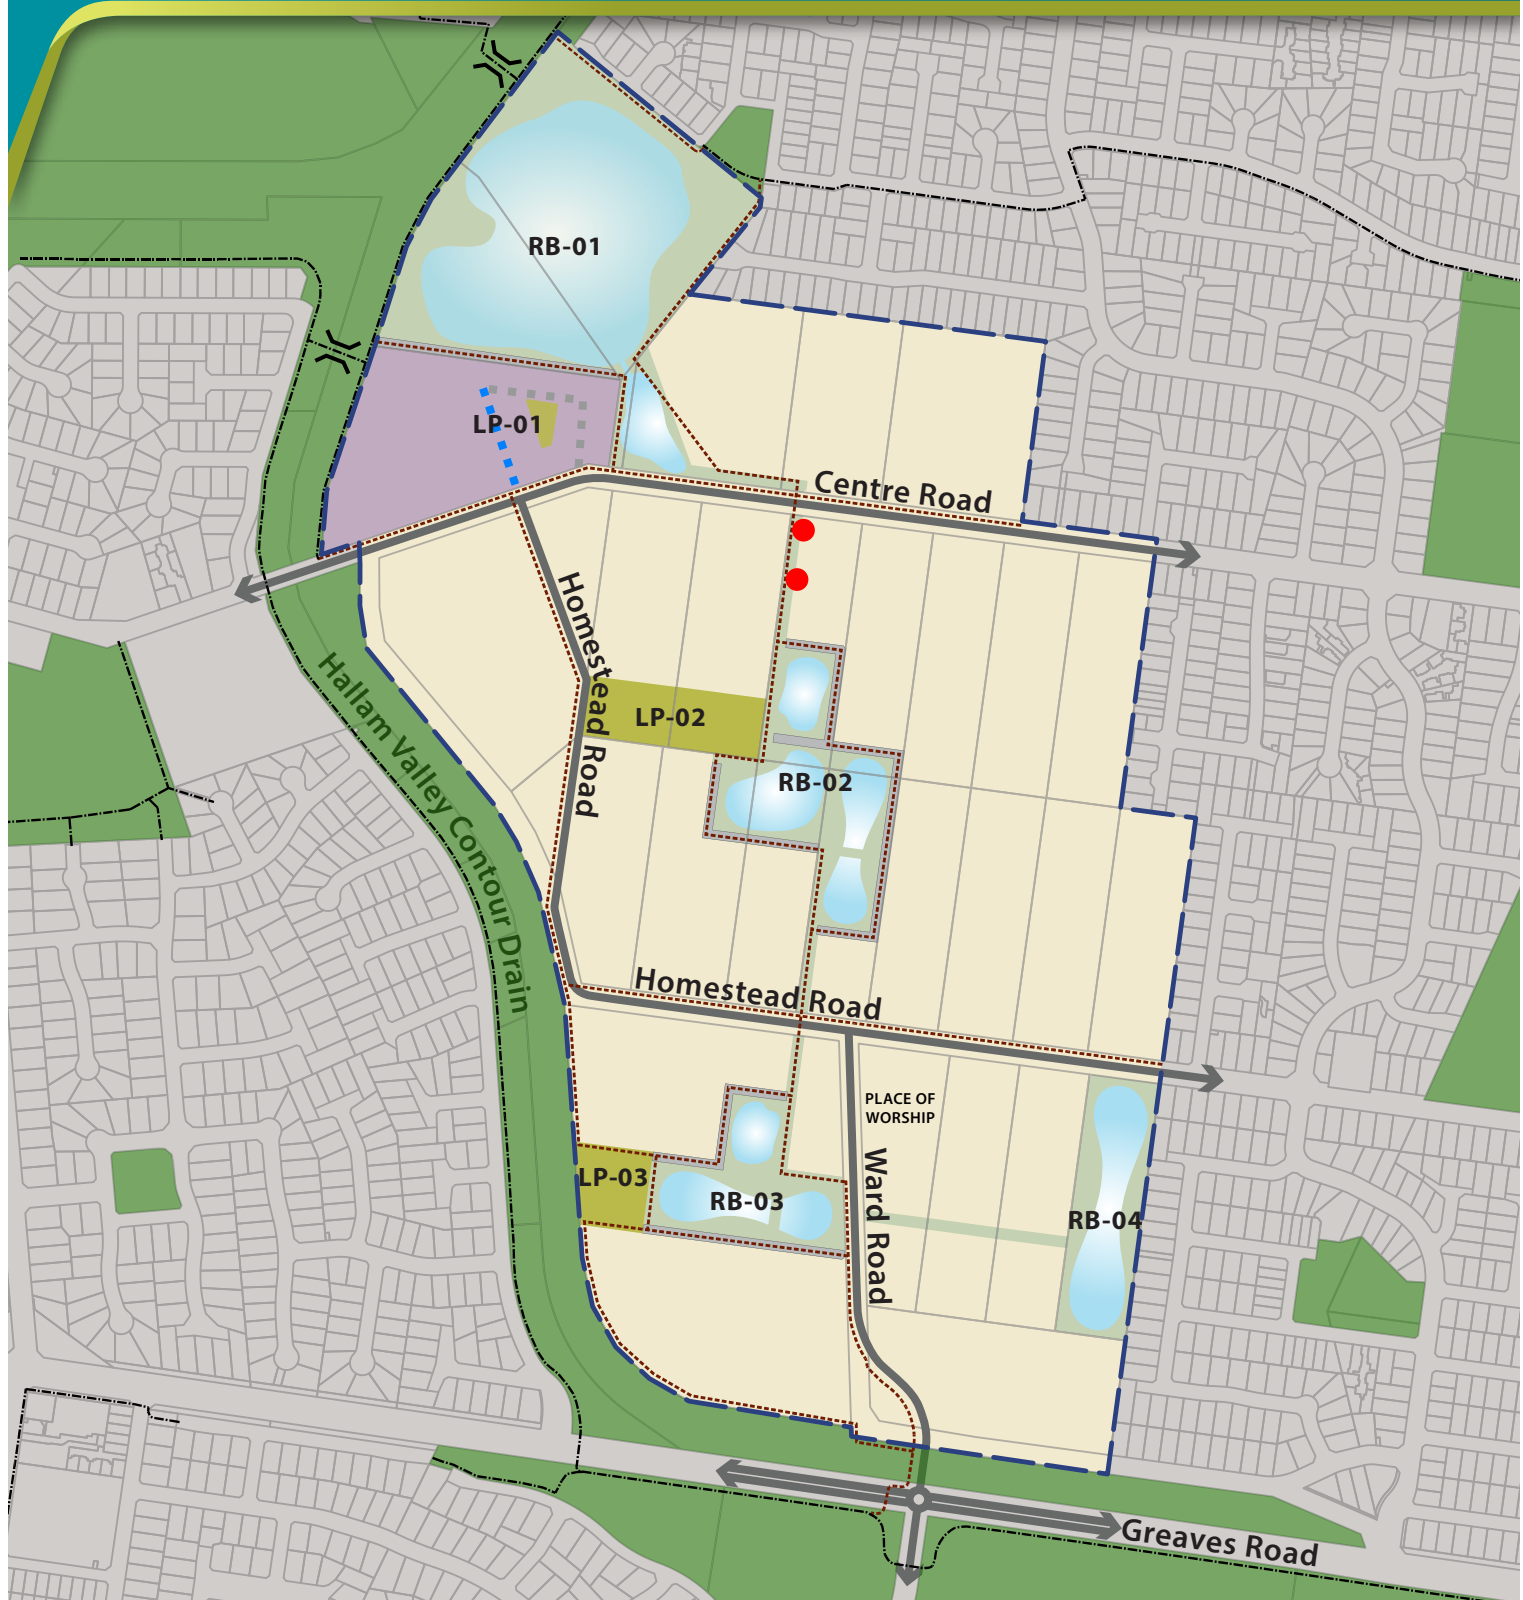 RB-01
LP-01
Centre Road
Homestead Road
LP-02
RB-02
Hallam Valley Contour Drain
Homestead Road
PLACE OF
WORSHIP
Ward Road
LP-03
RB-03
RB-04
Greaves Road